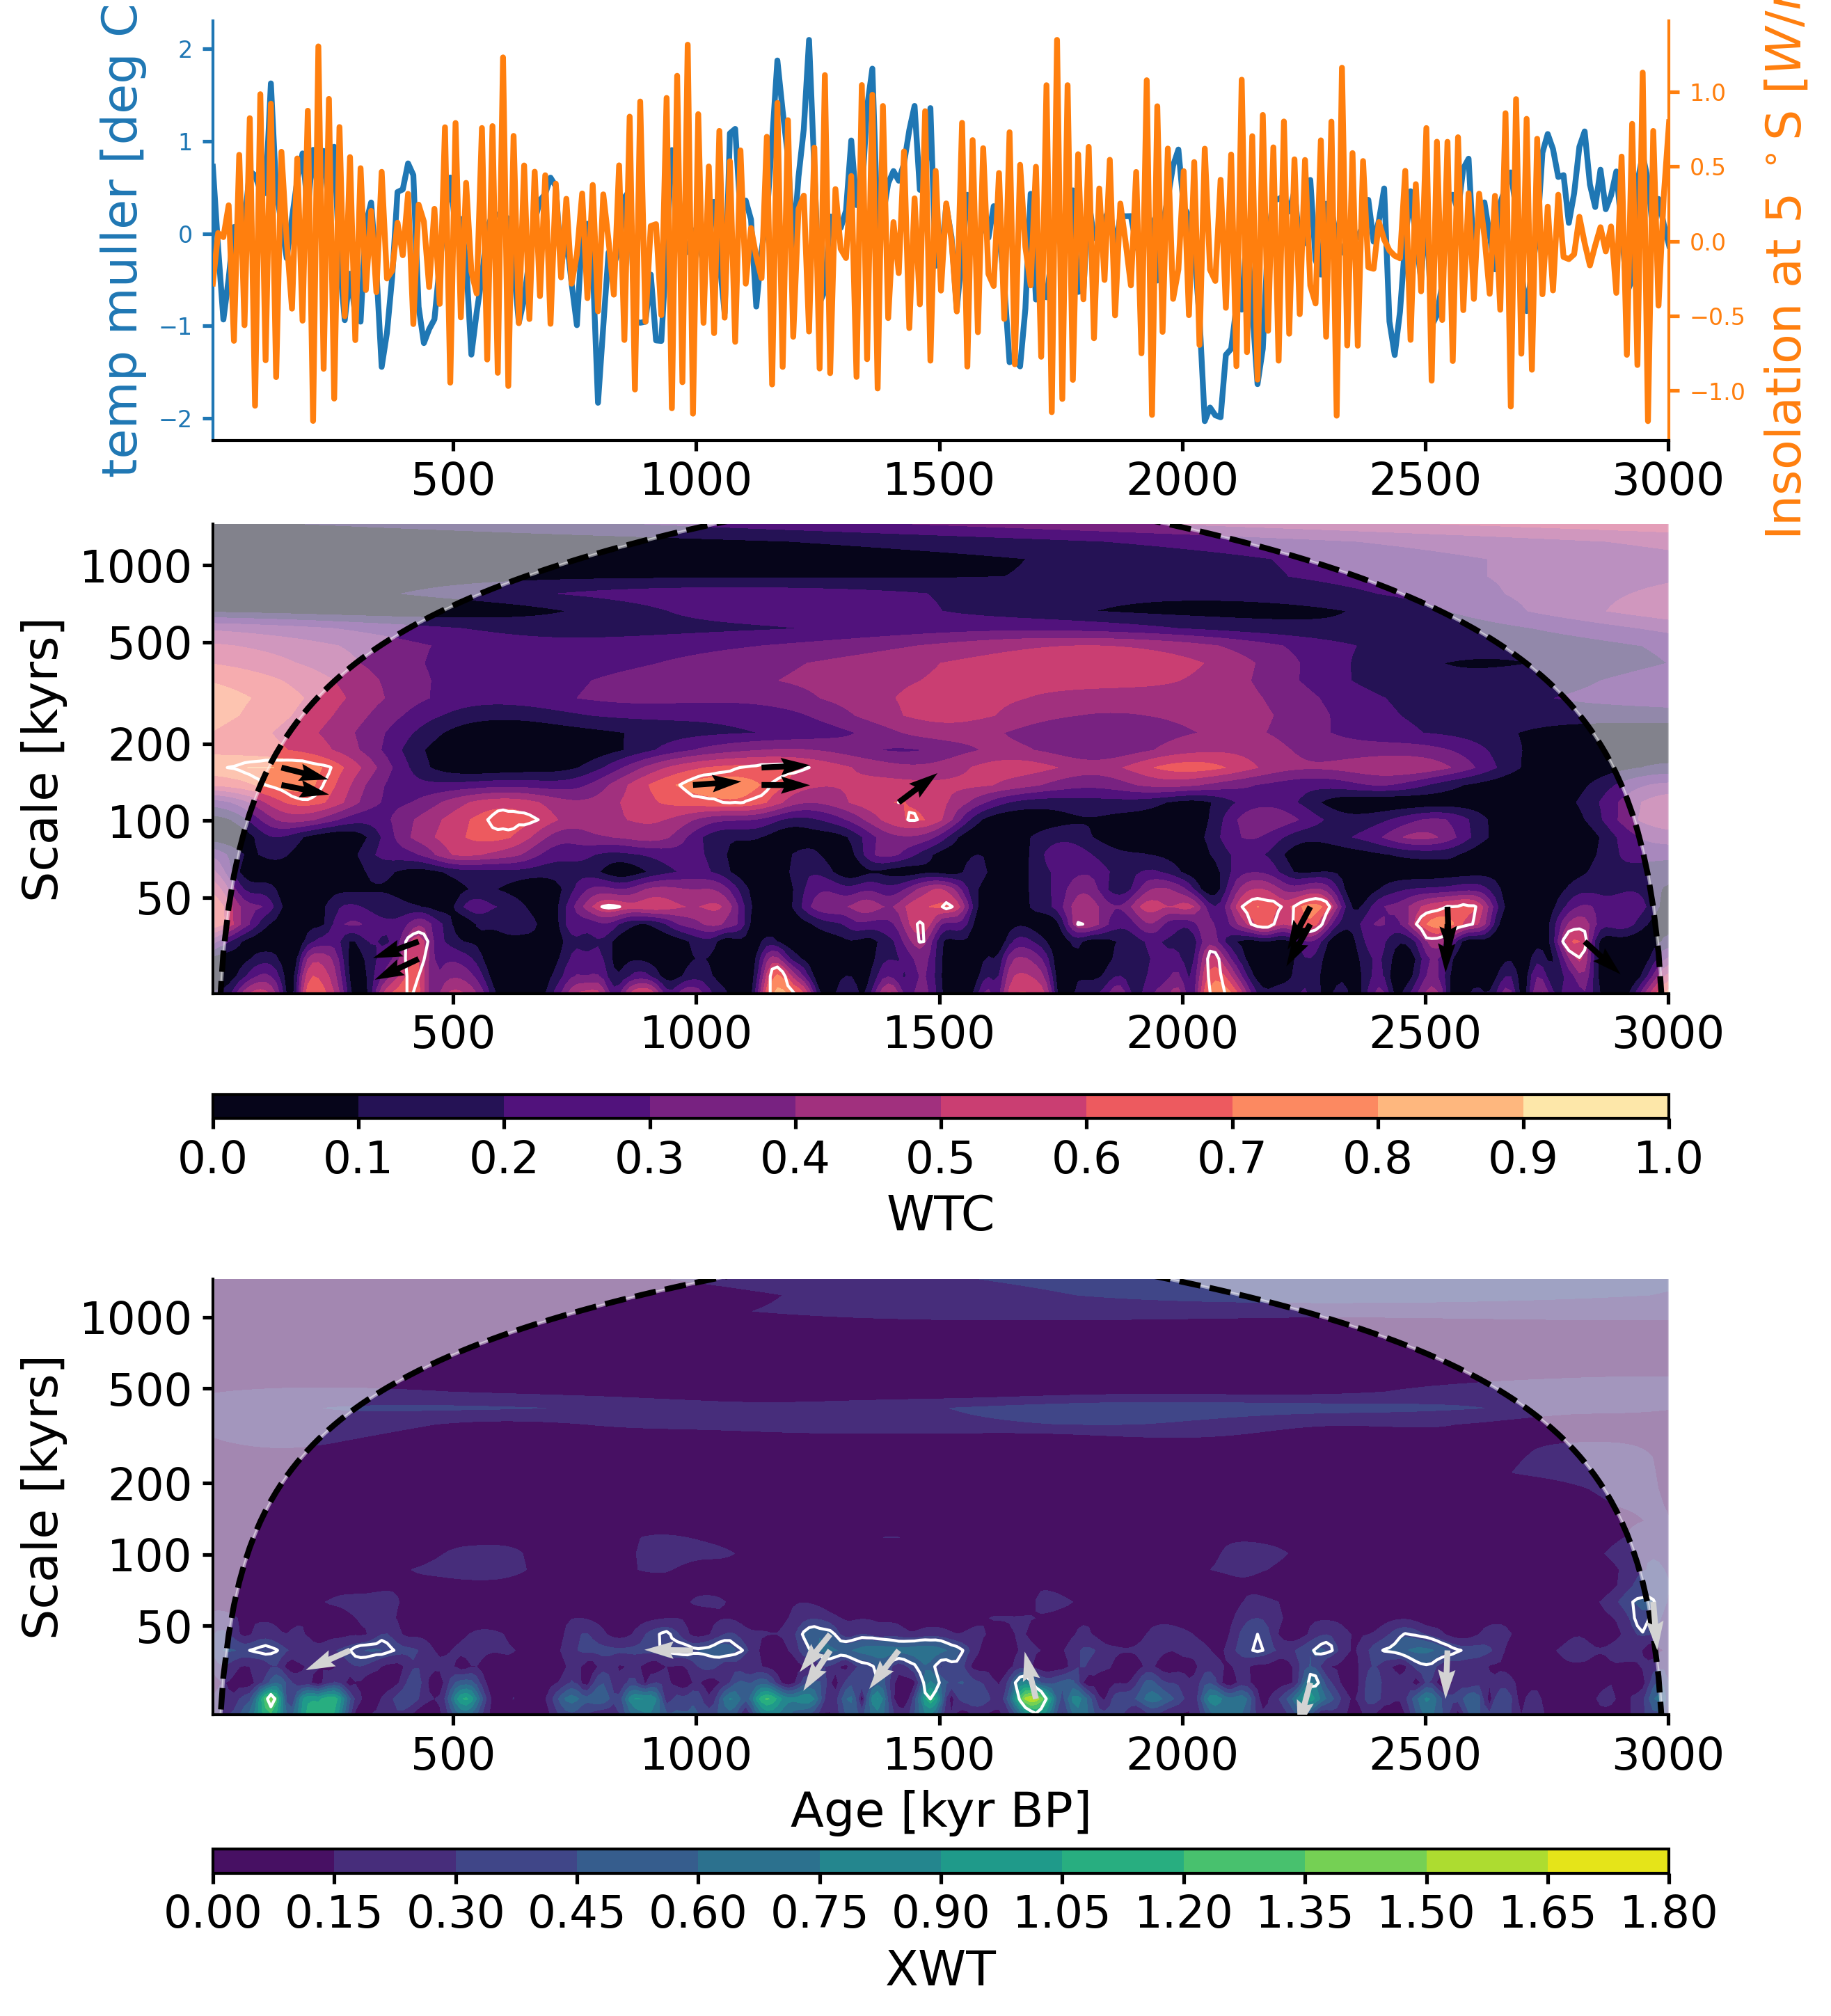 temp muller [deg C
2
1
0
−1
−2
1.0
0.5
0.0
−0.5
−1.0
Insolation at 5 °S [W/
500 1000 1500 2000 2500 3000
Scale [kyrs]
1000
500
200
100
50
500 1000 1500 2000 2500 3000
0.0 0.1 0.2 0.3 0.4 0.5 0.6 0.7 0.8 0.9 1.0
WTC
Scale [kyrs]
1000
500
200
100
50
500 1000 1500 2000 2500 3000
Age [kyr BP]
0.00 0.15 0.30 0.45 0.60 0.75 0.90 1.05 1.20 1.35 1.50 1.65 1.80
XWT